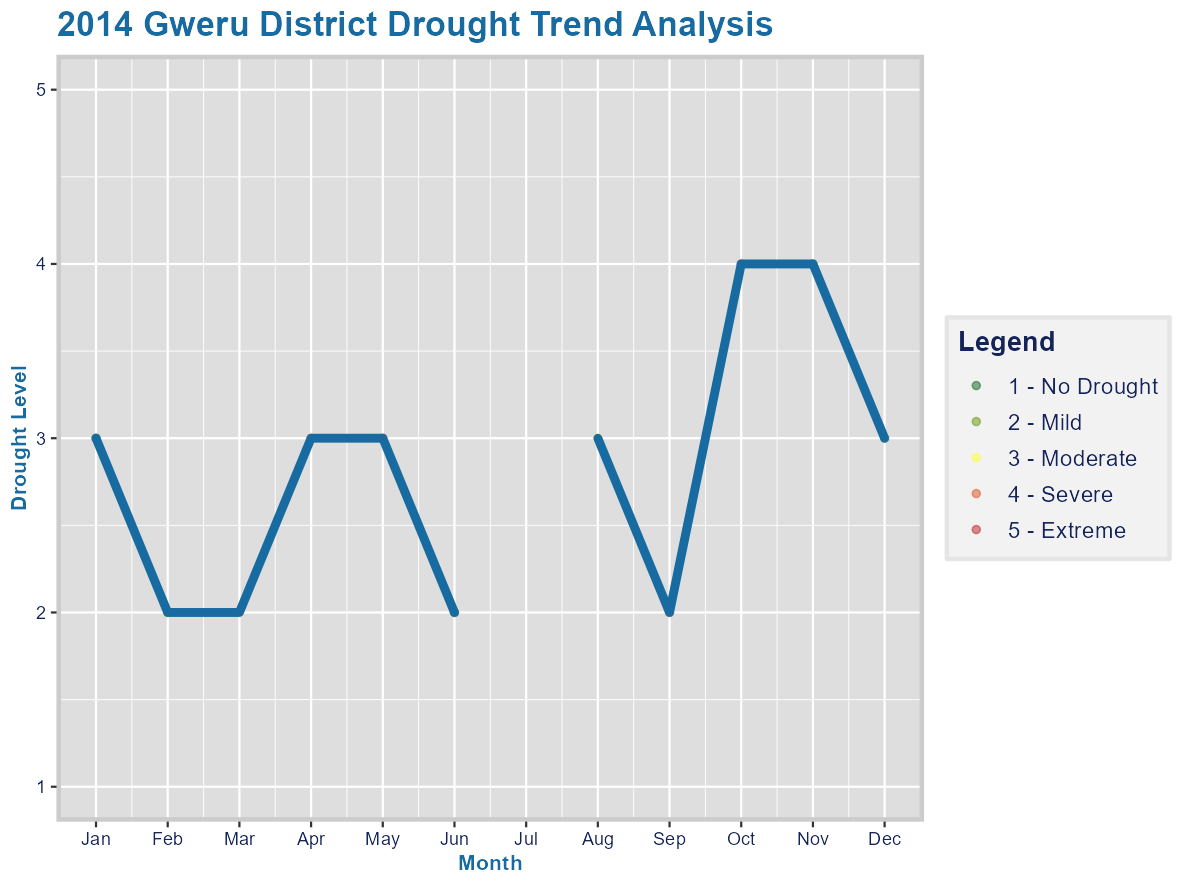 2014 Gweru District Drought Trend Analysis
5
4
3
2
1
Drought Level
Jan Feb Mar Apr May Jun Jul Aug Sep Oct Nov Dec
Month
Legend
1 - No Drought
2 - Mild
3 - Moderate
4 - Severe
5 - Extreme